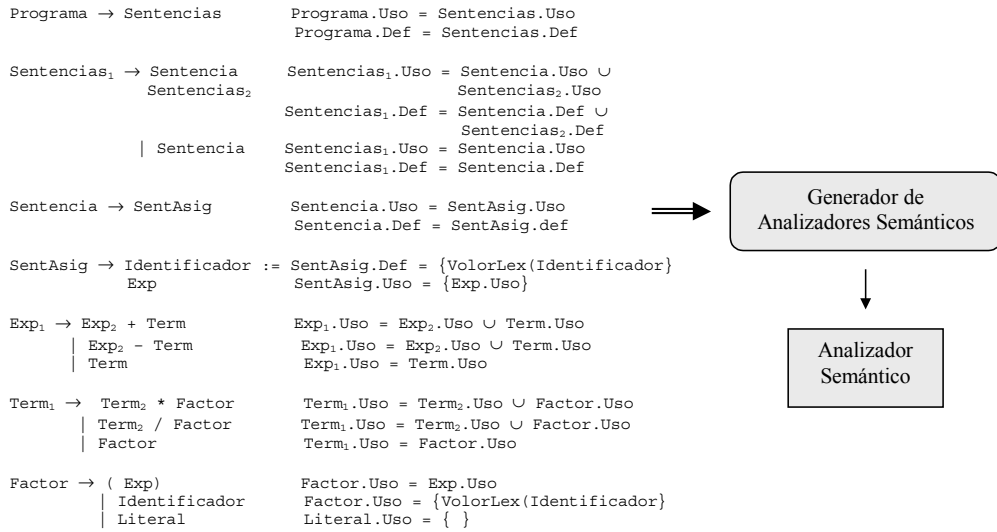 Programa → Sentencias Programa.Uso = Sentencias.Uso
Programa.Def = Sentencias.Def
Sentencias₁ → Sentencia Sentencias₁.Uso = Sentencia.Uso ∪
Sentencias₂ Sentencias₂.Uso
Sentencias₁.Def = Sentencia.Def ∪
Sentencias₂.Def
| Sentencia Sentencias₁.Uso = Sentencia.Uso
Sentencias₁.Def = Sentencia.Def
Sentencia → SentAsig Sentencia.Uso = SentAsig.Uso
Sentencia.Def = SentAsig.def
SentAsig → Identificador := SentAsig.Def = {VolorLex(Identificador}
Exp SentAsig.Uso = {Exp.Uso}
Exp₁ → Exp₂ + Term Exp₁.Uso = Exp₂.Uso ∪ Term.Uso
| Exp₂ – Term Exp₁.Uso = Exp₂.Uso ∪ Term.Uso
| Term Exp₁.Uso = Term.Uso
Term₁ → Term₂ * Factor Term₁.Uso = Term₂.Uso ∪ Factor.Uso
| Term₂ / Factor Term₁.Uso = Term₂.Uso ∪ Factor.Uso
| Factor Term₁.Uso = Factor.Uso
Factor → ( Exp) Factor.Uso = Exp.Uso
| Identificador Factor.Uso = {VolorLex(Identificador}
| Literal Literal.Uso = { }
Generador de
Analizadores Semánticos
Analizador
Semántico